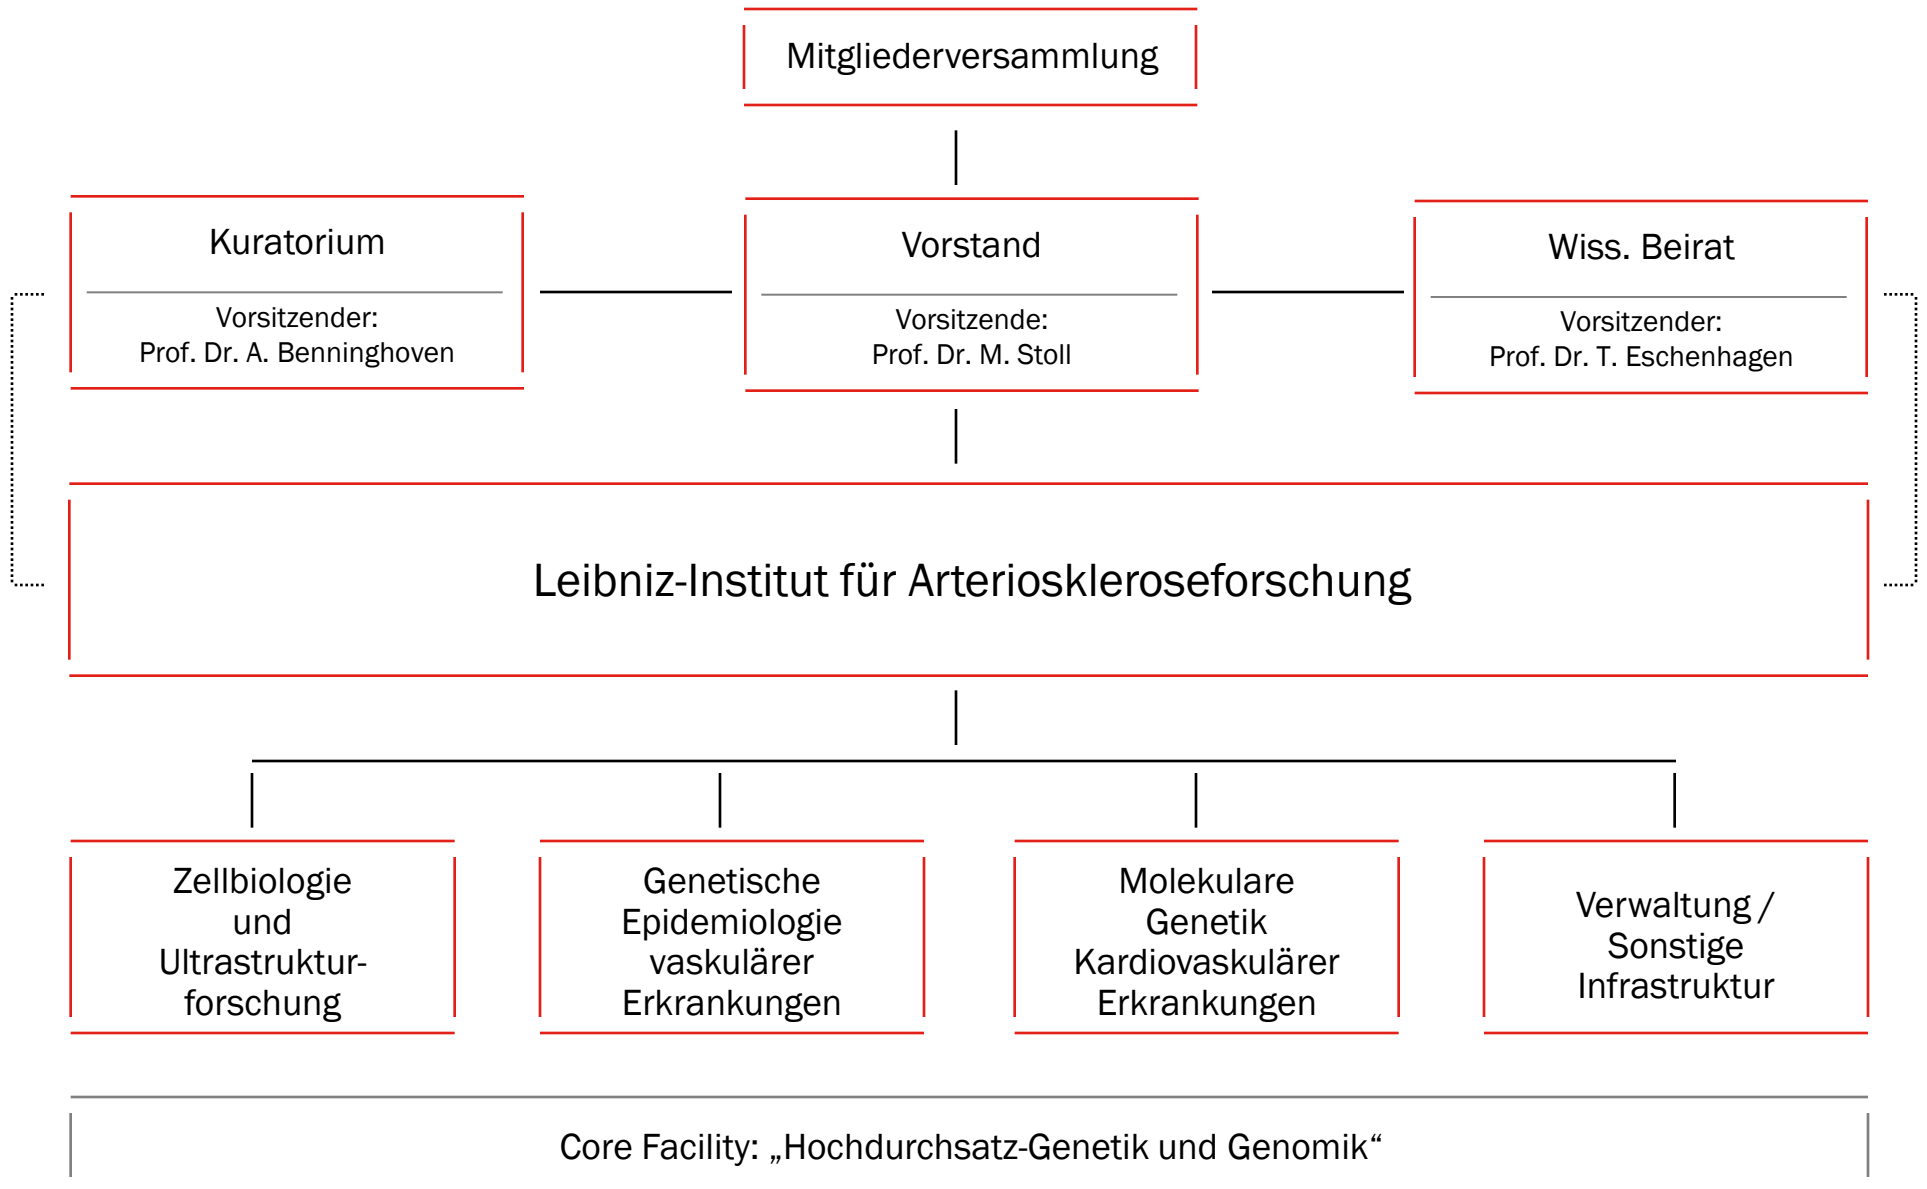 Mitgliederversammlung
Kuratorium
Vorsitzender:
Prof. Dr. A. Benninghoven
Vorstand
Vorsitzende:
Prof. Dr. M. Stoll
Wiss. Beirat
Vorsitzender:
Prof. Dr. T. Eschenhagen
Leibniz-Institut für Arterioskleroseforschung
Zellbiologie
und
Ultrastruktur-
forschung
Genetische
Epidemiologie
vaskulärer
Erkrankungen
Molekulare
Genetik
Kardiovaskulärer
Erkrankungen
Verwaltung /
Sonstige
Infrastruktur
Core Facility: „Hochdurchsatz-Genetik und Genomik“